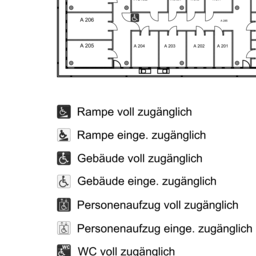 A 206
A 205
A 204 A 203 A 202 A 201
Rampe voll zugänglich
Rampe einge. zugänglich
Gebäude voll zugänglich
Gebäude einge. zugänglich
Personenaufzug voll zugänglich
Personenaufzug einge. zugänglich
WC
WC voll zugänglich